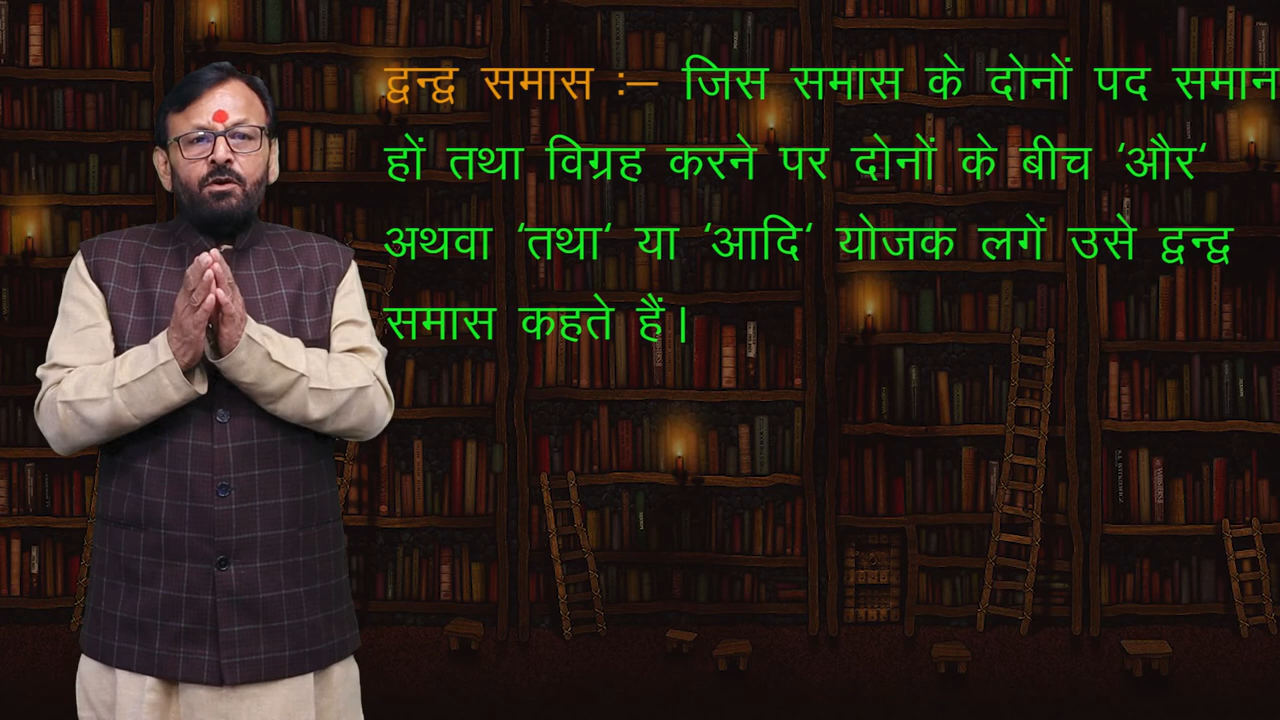 द्वन्द्व समास :– जिस समास के दोनों पद समान
हों तथा विग्रह करने पर दोनों के बीच ‘और‘
अथवा ‘तथा‘ या ‘आदि‘ योजक लगें उसे द्वन्द्व
समास कहते हैं।